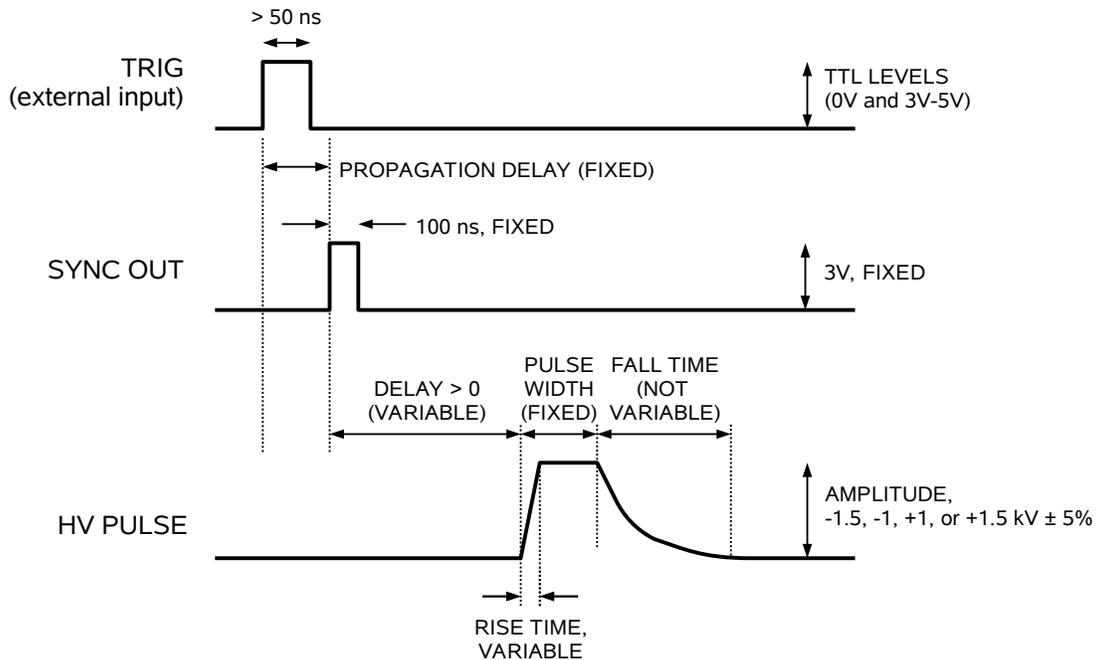 > 50 ns
TRIG
(external input)
TTL LEVELS
(0V and 3V-5V)
PROPAGATION DELAY (FIXED)
100 ns, FIXED
SYNC OUT
3V, FIXED
DELAY > 0
(VARIABLE)
PULSE
WIDTH
(FIXED)
FALL TIME
(NOT
VARIABLE)
HV PULSE
AMPLITUDE,
-1.5, -1, +1, or +1.5 kV ± 5%
RISE TIME,
VARIABLE